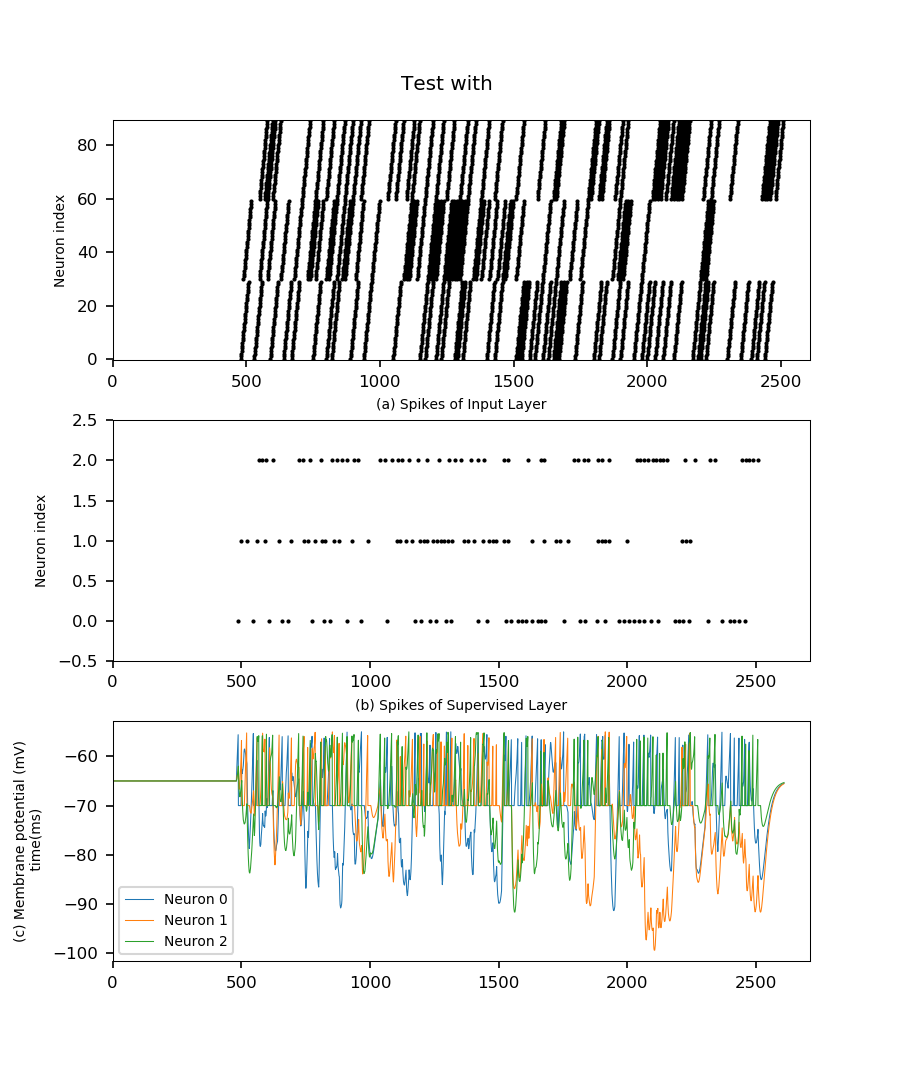 Test with
80
60
40
20
0
Neuron index
0 500 1000 1500 2000 2500
(a) Spikes of Input Layer
2.5
2.0
1.5
1.0
0.5
0.0
−0.5
Neuron index
0 500 1000 1500 2000 2500
(b) Spikes of Supervised Layer
−60
−70
−80
−90
−100
(c) Membrane potential (mV)
time(ms)
Neuron 0
Neuron 1
Neuron 2
0 500 1000 1500 2000 2500